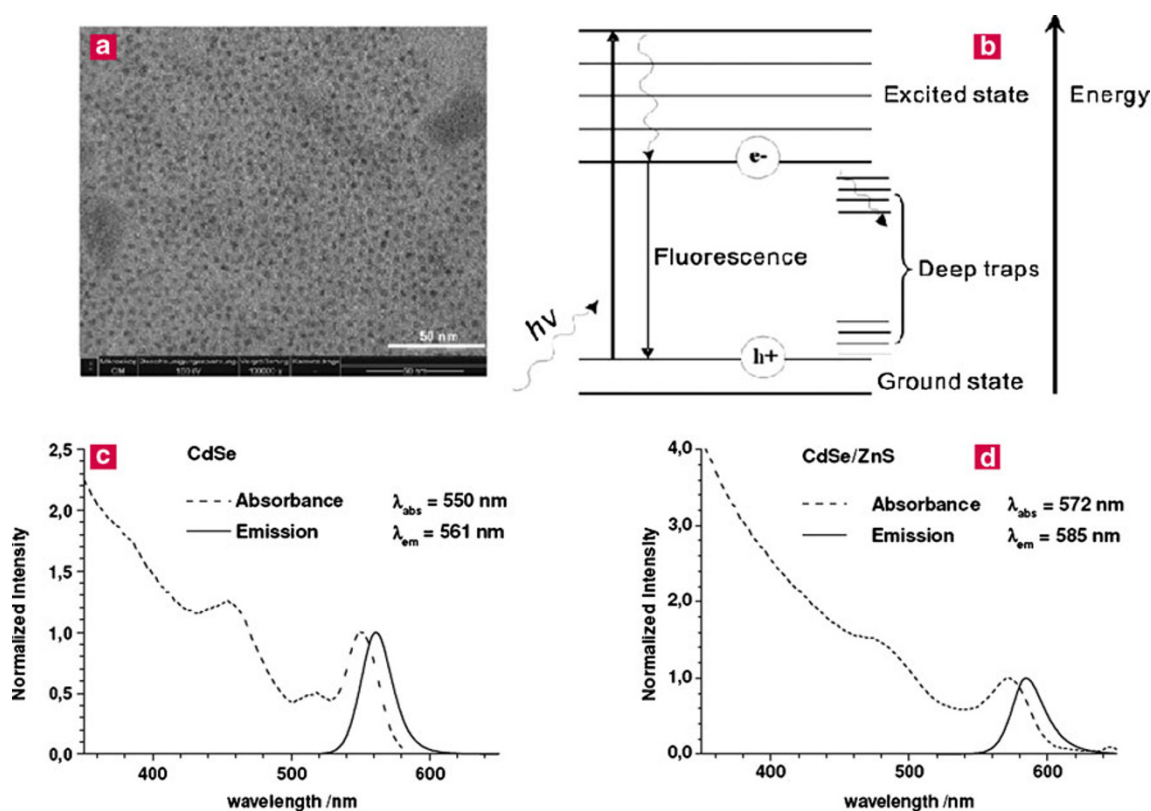 a
50 nm
CM
50 nm
b
Excited state
Energy
e-
Fluorescence
Deep traps
hν
h+
Ground state
c
CdSe
Absorbance λabs = 550 nm
Emission λem = 561 nm
2,5
2,0
1,5
1,0
0,5
0,0
400
600
Normalized Intensity
wavelength /nm
d
CdSe/ZnS
Absorbance λabs = 572 nm
Emission λem = 585 nm
4,0
3,0
2,0
1,0
0,0
400
600
Normalized Intensity
wavelength /nm